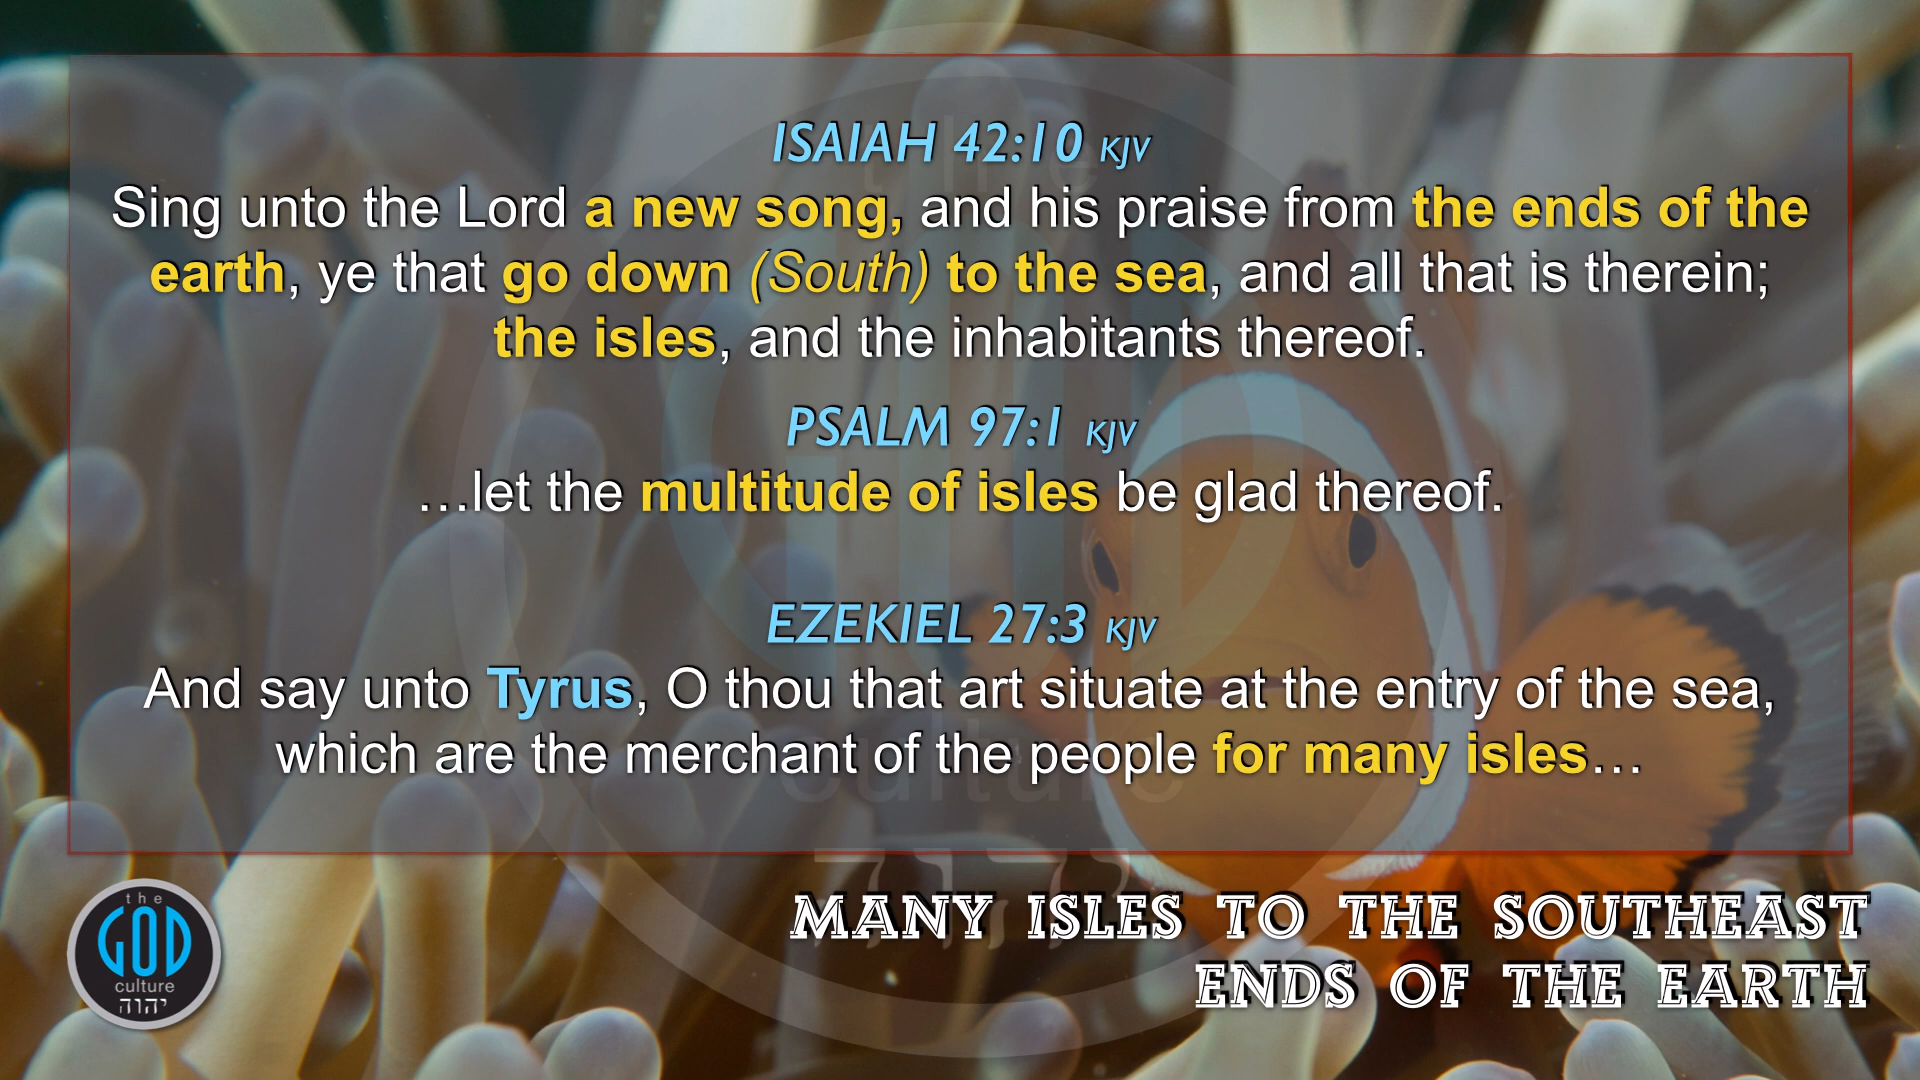 ISAIAH 42:10 KJV
Sing unto the Lord a new song, and his praise from the ends of the
earth, ye that go down (South) to the sea, and all that is therein;
the isles, and the inhabitants thereof.
PSALM 97:1 KJV
…let the multitude of isles be glad thereof.
EZEKIEL 27:3 KJV
And say unto Tyrus, O thou that art situate at the entry of the sea,
which are the merchant of the people for many isles…
MANY ISLES TO THE SOUTHEAST
ENDS OF THE EARTH
the
GOD
culture
יהוה